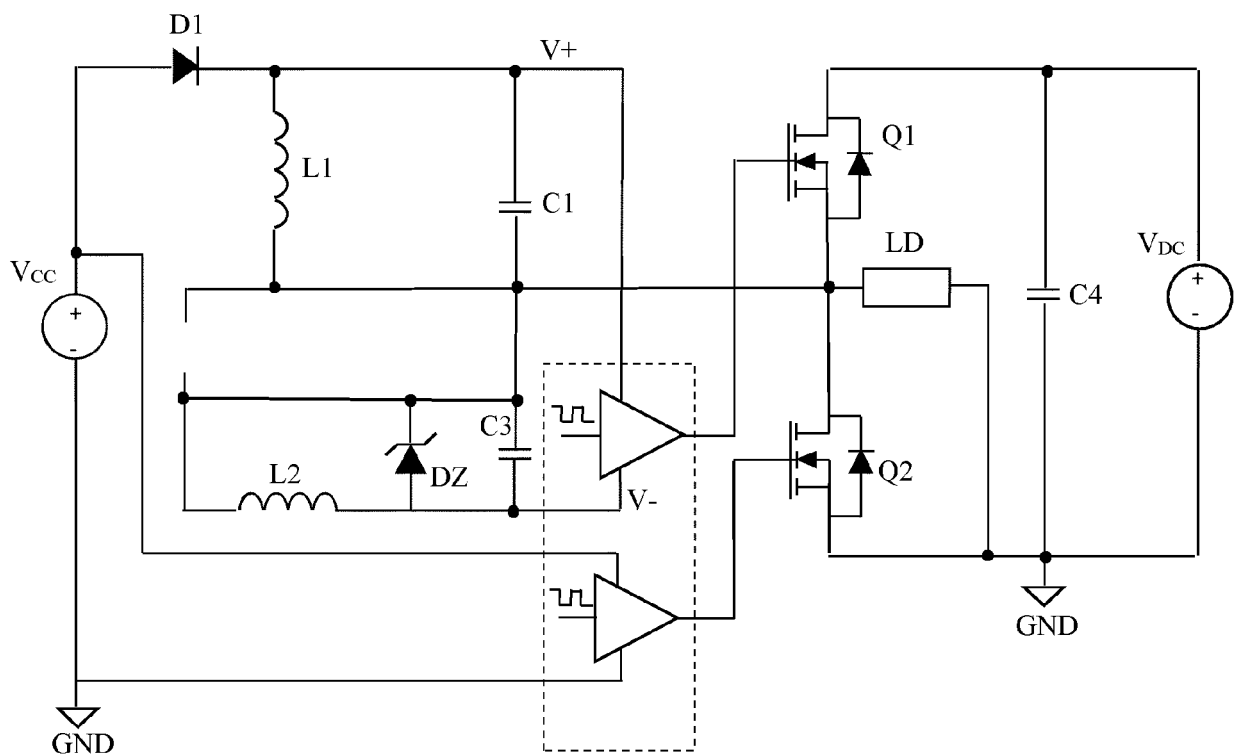 D1
V+
Q1
L1
C1
LD
VDC
VCC
+
-
+
-
C4
C3
DZ
L2
V-
Q2
GND
GND